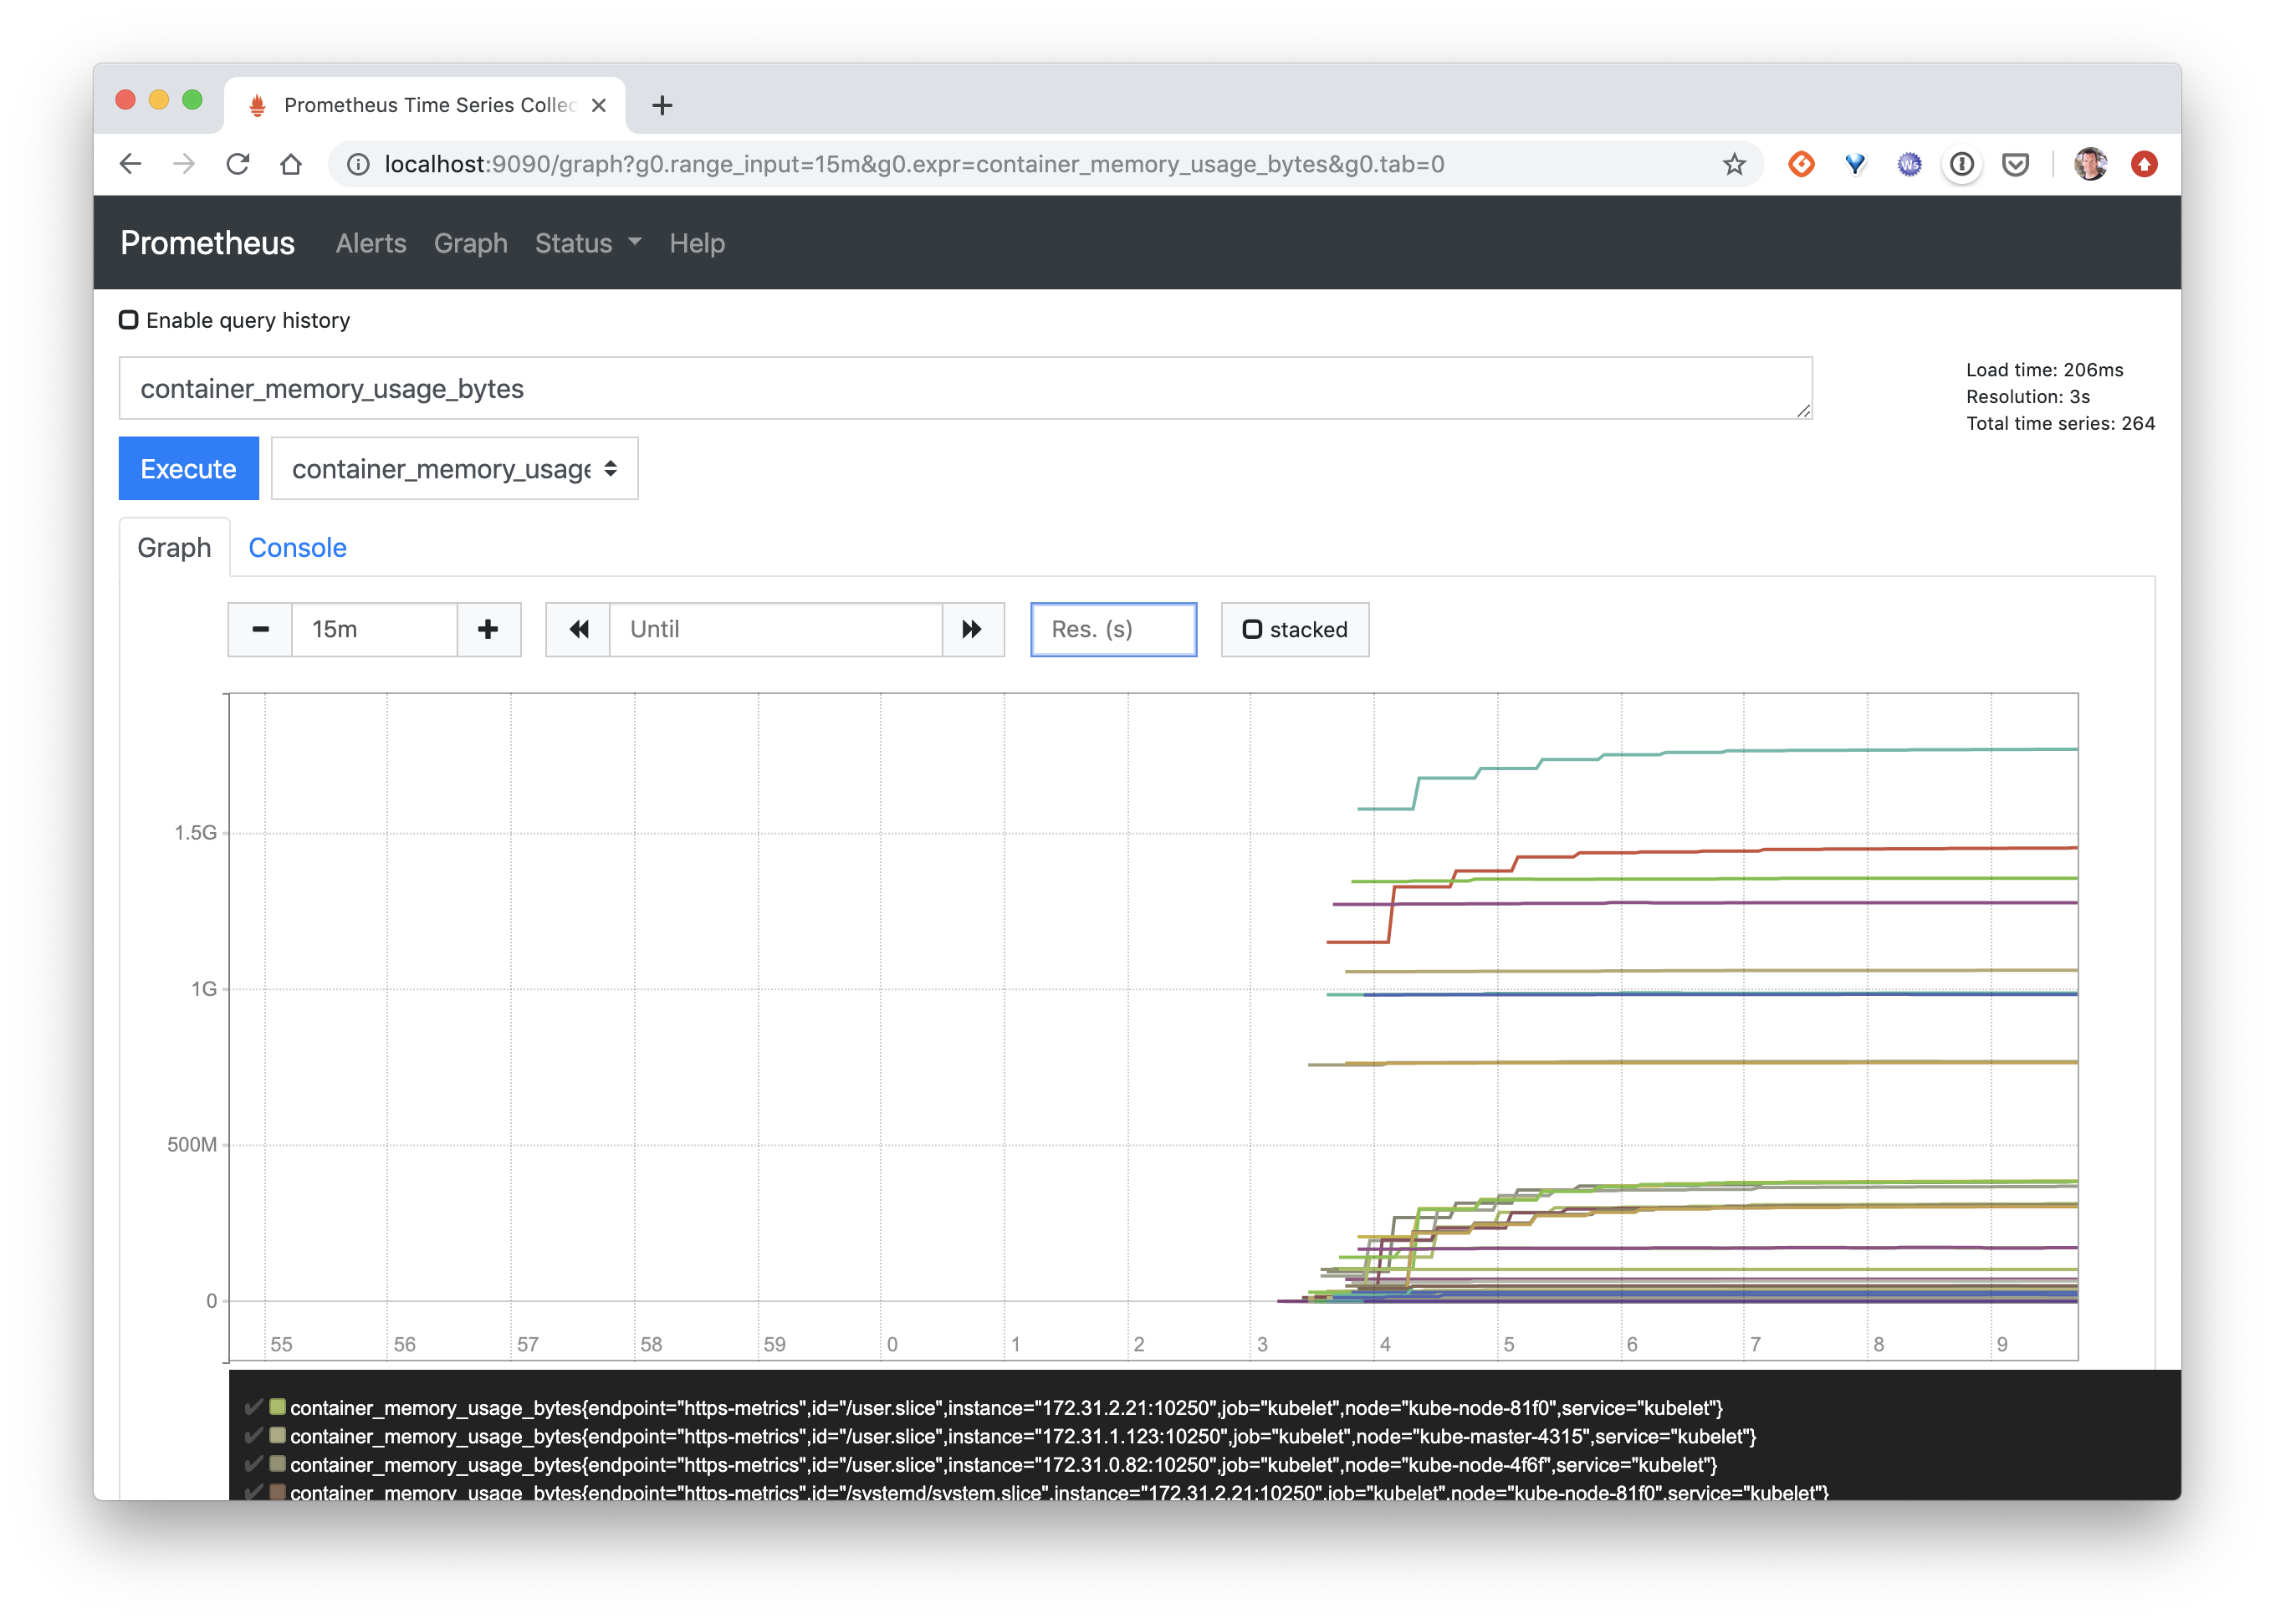 Prometheus Time Series Collec
localhost:9090/graph?g0.range_input=15m&g0.expr=container_memory_usage_bytes&g0.tab=0
Prometheus Alerts Graph Status Help
Enable query history
container_memory_usage_bytes
Load time: 206ms
Resolution: 3s
Total time series: 264
Execute container_memory_usage
Graph Console
15m Until Res. (s) stacked
1.5G
1G
500M
0
55 56 57 58 59 0 1 2 3 4 5 6 7 8 9
container_memory_usage_bytes{endpoint="https-metrics",id="/user.slice",instance="172.31.2.21:10250",job="kubelet",node="kube-node-81f0",service="kubelet"}
container_memory_usage_bytes{endpoint="https-metrics",id="/user.slice",instance="172.31.1.123:10250",job="kubelet",node="kube-master-4315",service="kubelet"}
container_memory_usage_bytes{endpoint="https-metrics",id="/user.slice",instance="172.31.0.82:10250",job="kubelet",node="kube-node-4f6f",service="kubelet"}
container_memory_usage_bytes{endpoint="https-metrics",id="/systemd/system.slice",instance="172.31.2.21:10250",job="kubelet",node="kube-node-81f0",service="kubelet"}